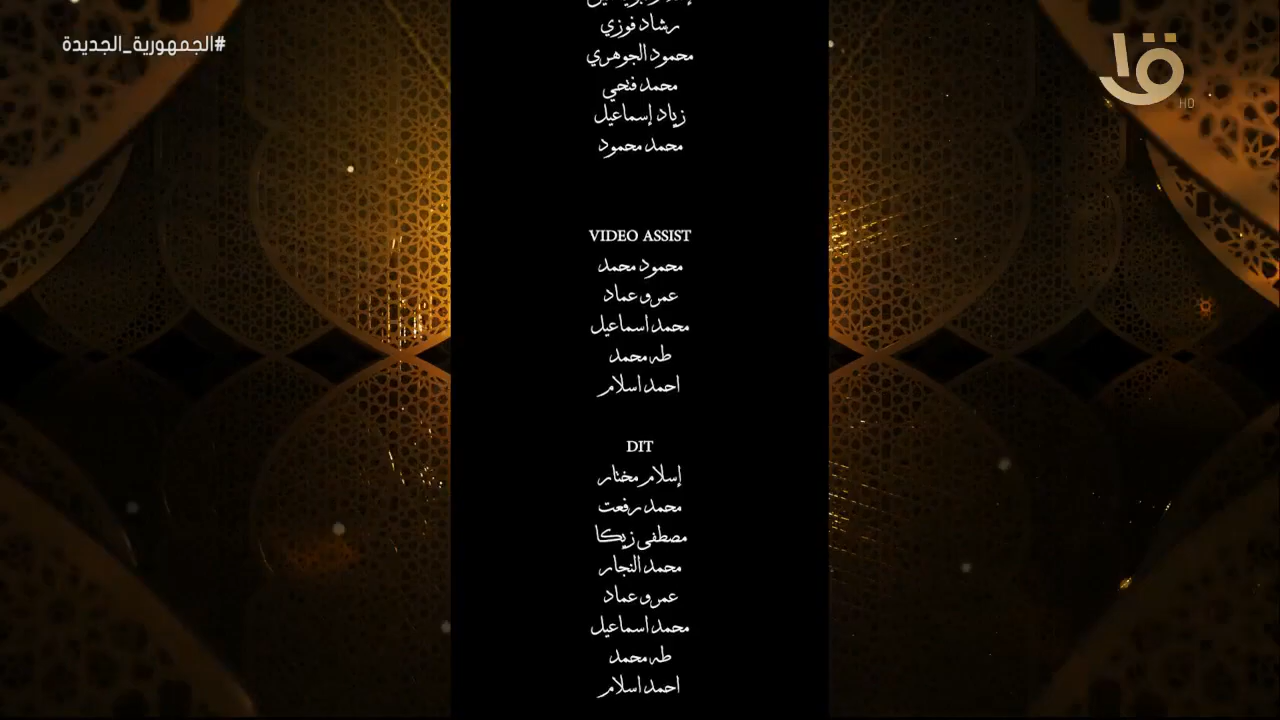 #الجمهورية_الجديدة
HD
رشاد فوزي
محمود الجوهري
محمد فتحي
زياد إسماعيل
محمد محمود
VIDEO ASSIST
محمود محمد
عمرو عماد
محمد اسماعيل
طه محمد
احمد اسلام
DIT
إسلام مختار
محمد رفعت
مصطفى زيكا
محمد النجار
عمرو عماد
محمد اسماعيل
طه محمد
احمد اسلام